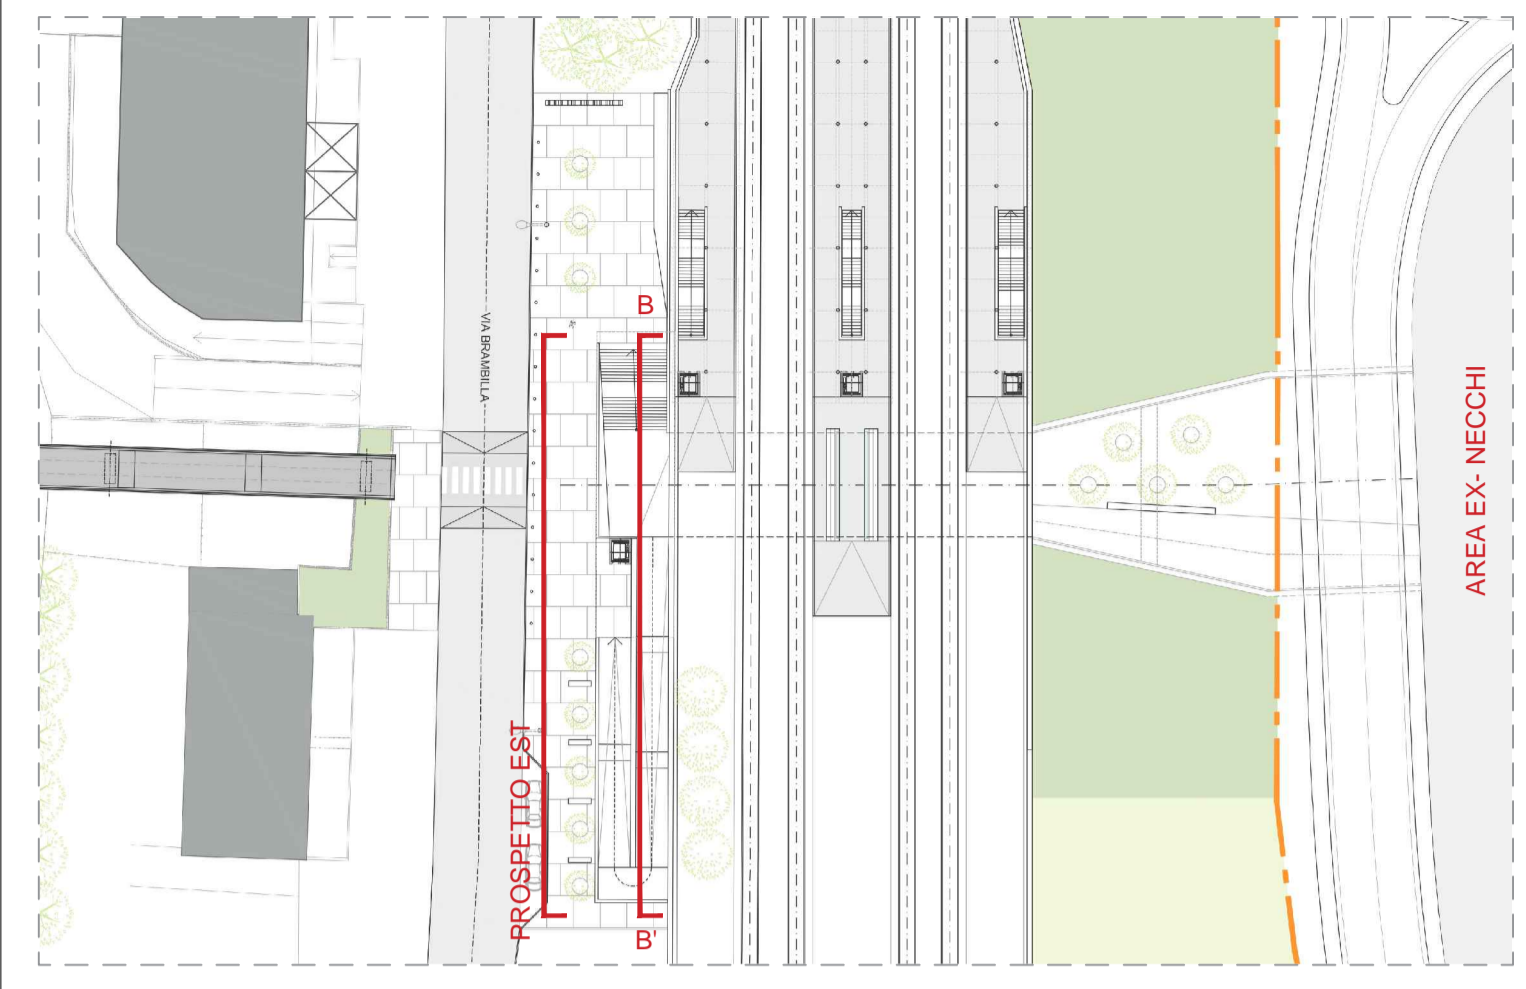 VIA BRAMBILLA
B
AREA EX- NECCHI
PROSPETTO EST
B'